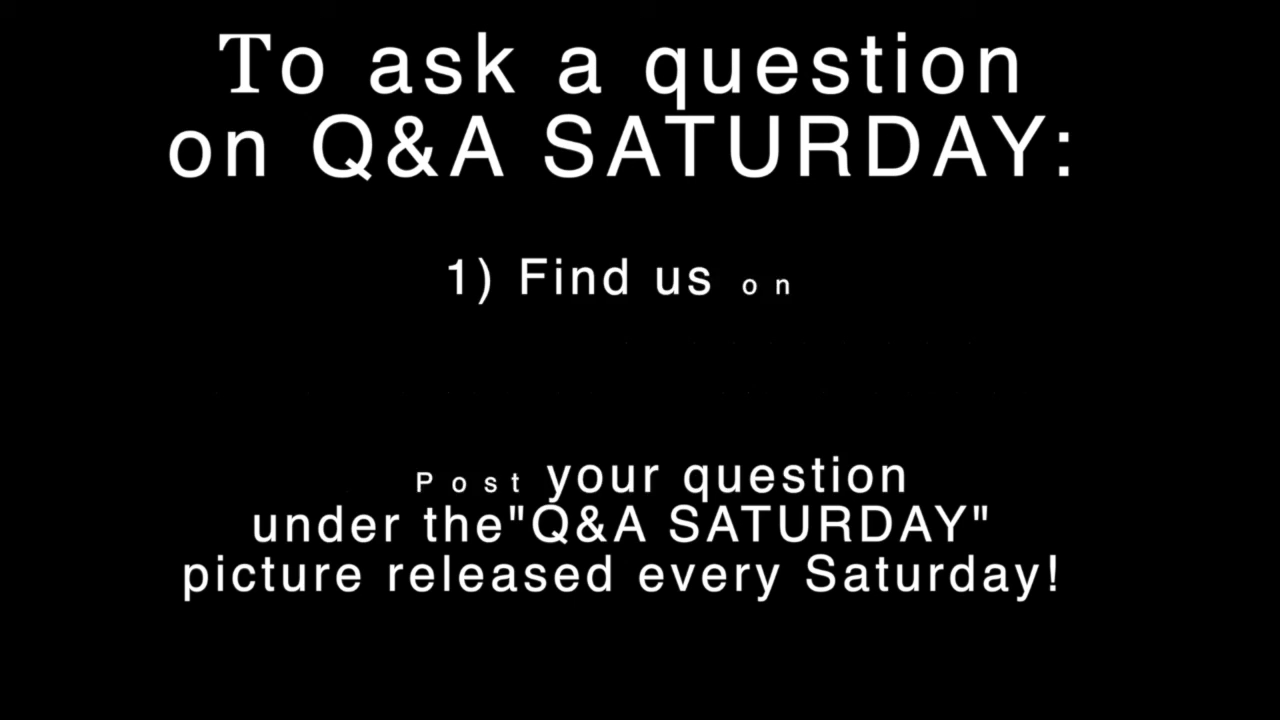 To ask a question
on Q&A SATURDAY:
1) Find us on
Post your question
under the"Q&A SATURDAY"
picture released every Saturday!